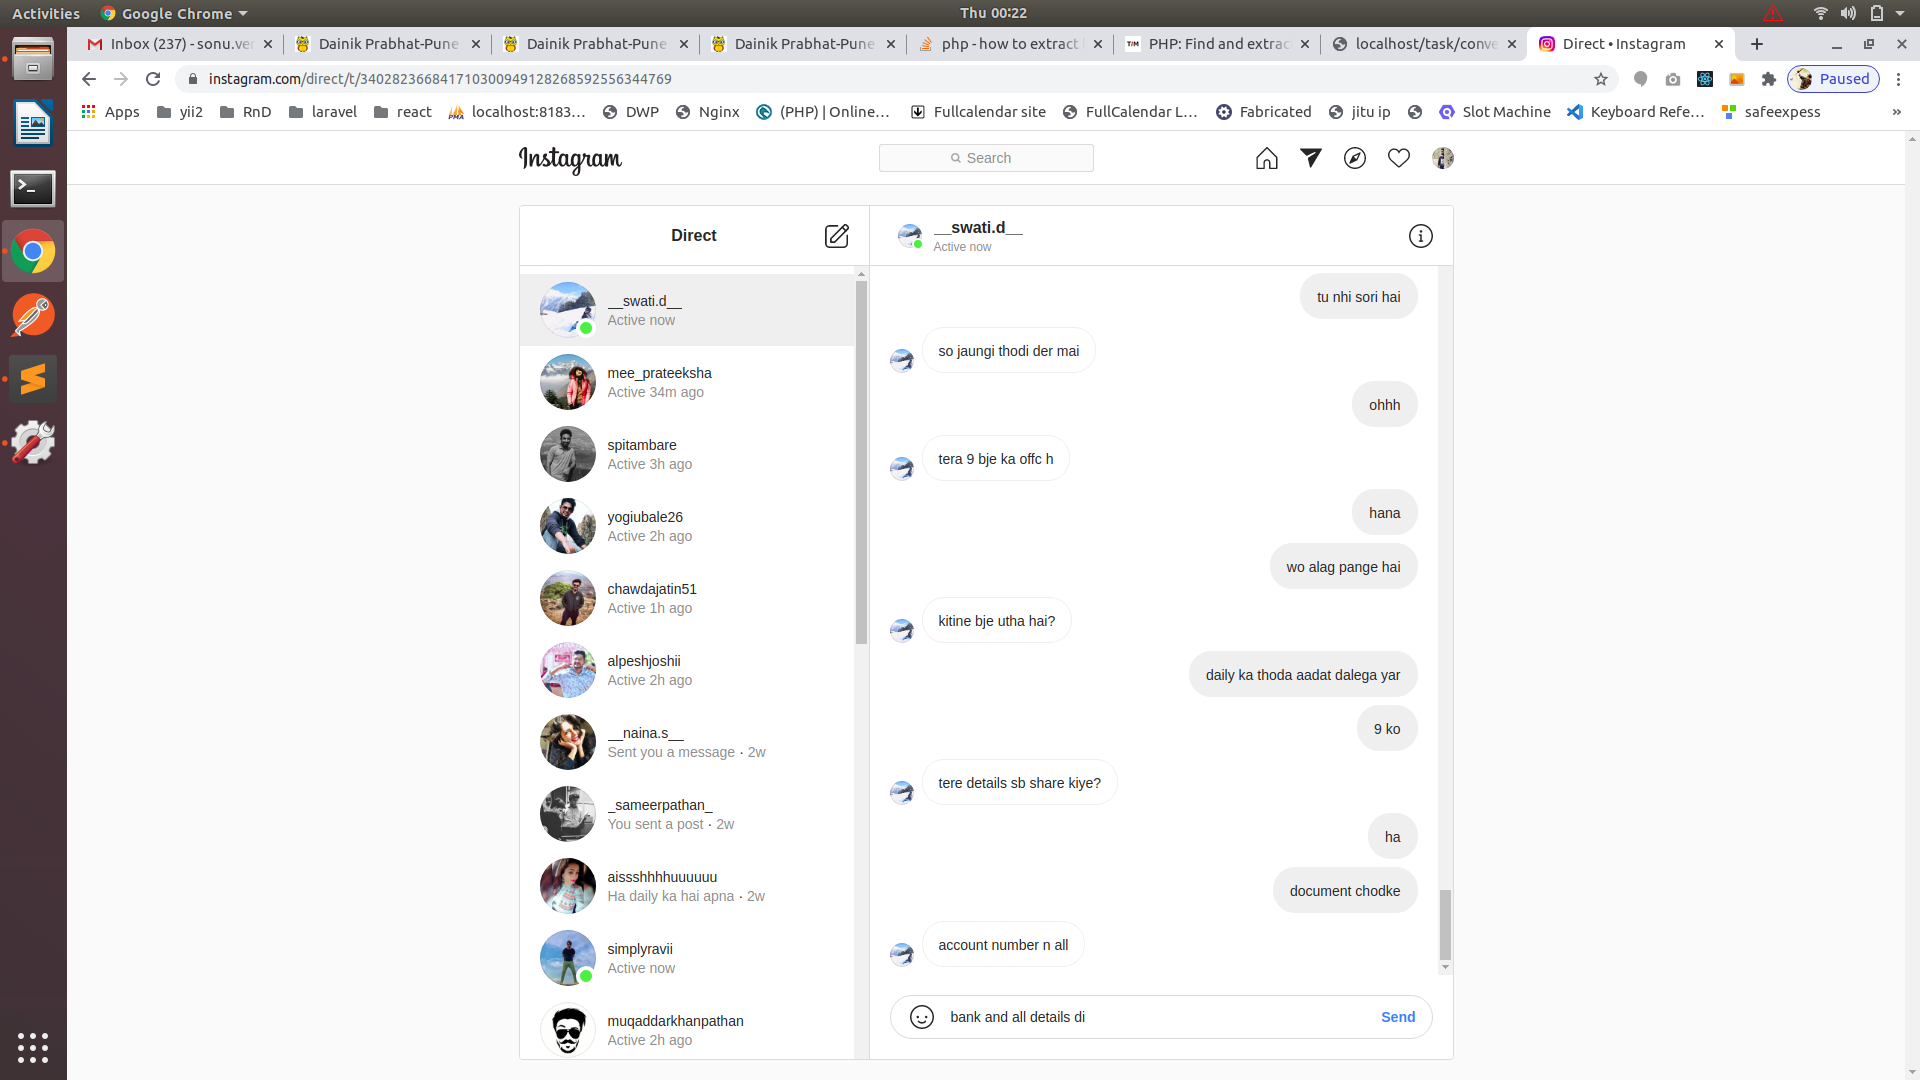 Activities
Google Chrome
Thu 00:22
Inbox (237) - sonu.ver
Dainik Prabhat-Pune
Dainik Prabhat-Pune
Dainik Prabhat-Pune
php - how to extract
PHP: Find and extrac
localhost/task/conve
Direct • Instagram
instagram.com/direct/t/340282366841710300949128268592556344769
Paused
Apps
yii2
RnD
laravel
react
localhost:8183...
DWP
Nginx
(PHP) | Online...
Fullcalendar site
FullCalendar L...
Fabricated
jitu ip
Slot Machine
Keyboard Refe...
safeexpess
»
Instagram
Search
Direct
__swati.d__
Active now
__swati.d__
Active now
mee_prateeksha
Active 34m ago
spitambare
Active 3h ago
yogiubale26
Active 2h ago
chawdajatin51
Active 1h ago
alpeshjoshii
Active 2h ago
__naina.s__
Sent you a message · 2w
_sameerpathan_
You sent a post · 2w
aissshhhhuuuuuu
Ha daily ka hai apna · 2w
simplyravii
Active now
muqaddarkhanpathan
Active 2h ago
tu nhi sori hai
so jaungi thodi der mai
ohhh
tera 9 bje ka offc h
hana
wo alag pange hai
kitine bje utha hai?
daily ka thoda aadat dalega yar
9 ko
tere details sb share kiye?
ha
document chodke
account number n all
bank and all details di
Send